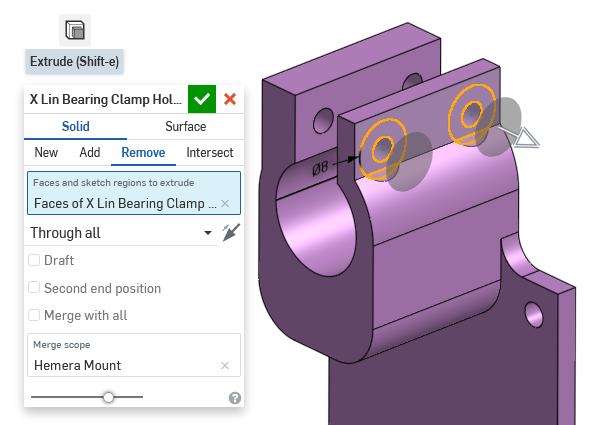 Extrude (Shift-e)
X Lin Bearing Clamp Hol...
Solid
Surface
New
Add
Remove
Intersect
Faces and sketch regions to extrude
Faces of X Lin Bearing Clamp ...
Through all
Draft
Second end position
Merge with all
Merge scope
Hemera Mount
Ø8